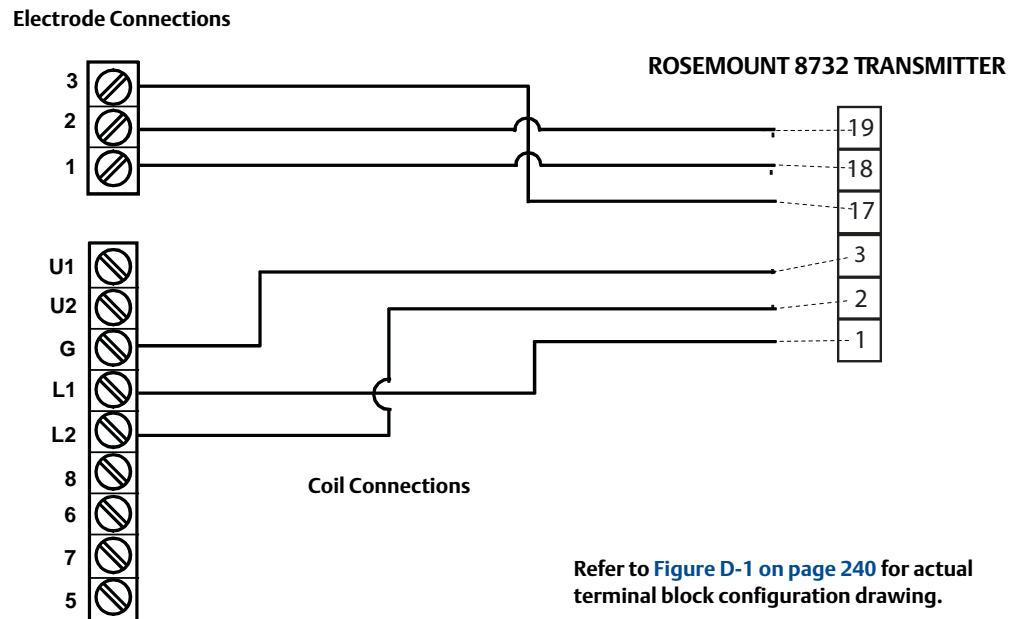 Electrode Connections
ROSEMOUNT 8732 TRANSMITTER
3
2
1
19
18
17
3
2
1
U1
U2
G
L1
L2
8
6
7
5
Coil Connections
Refer to Figure D-1 on page 240 for actual
terminal block configuration drawing.